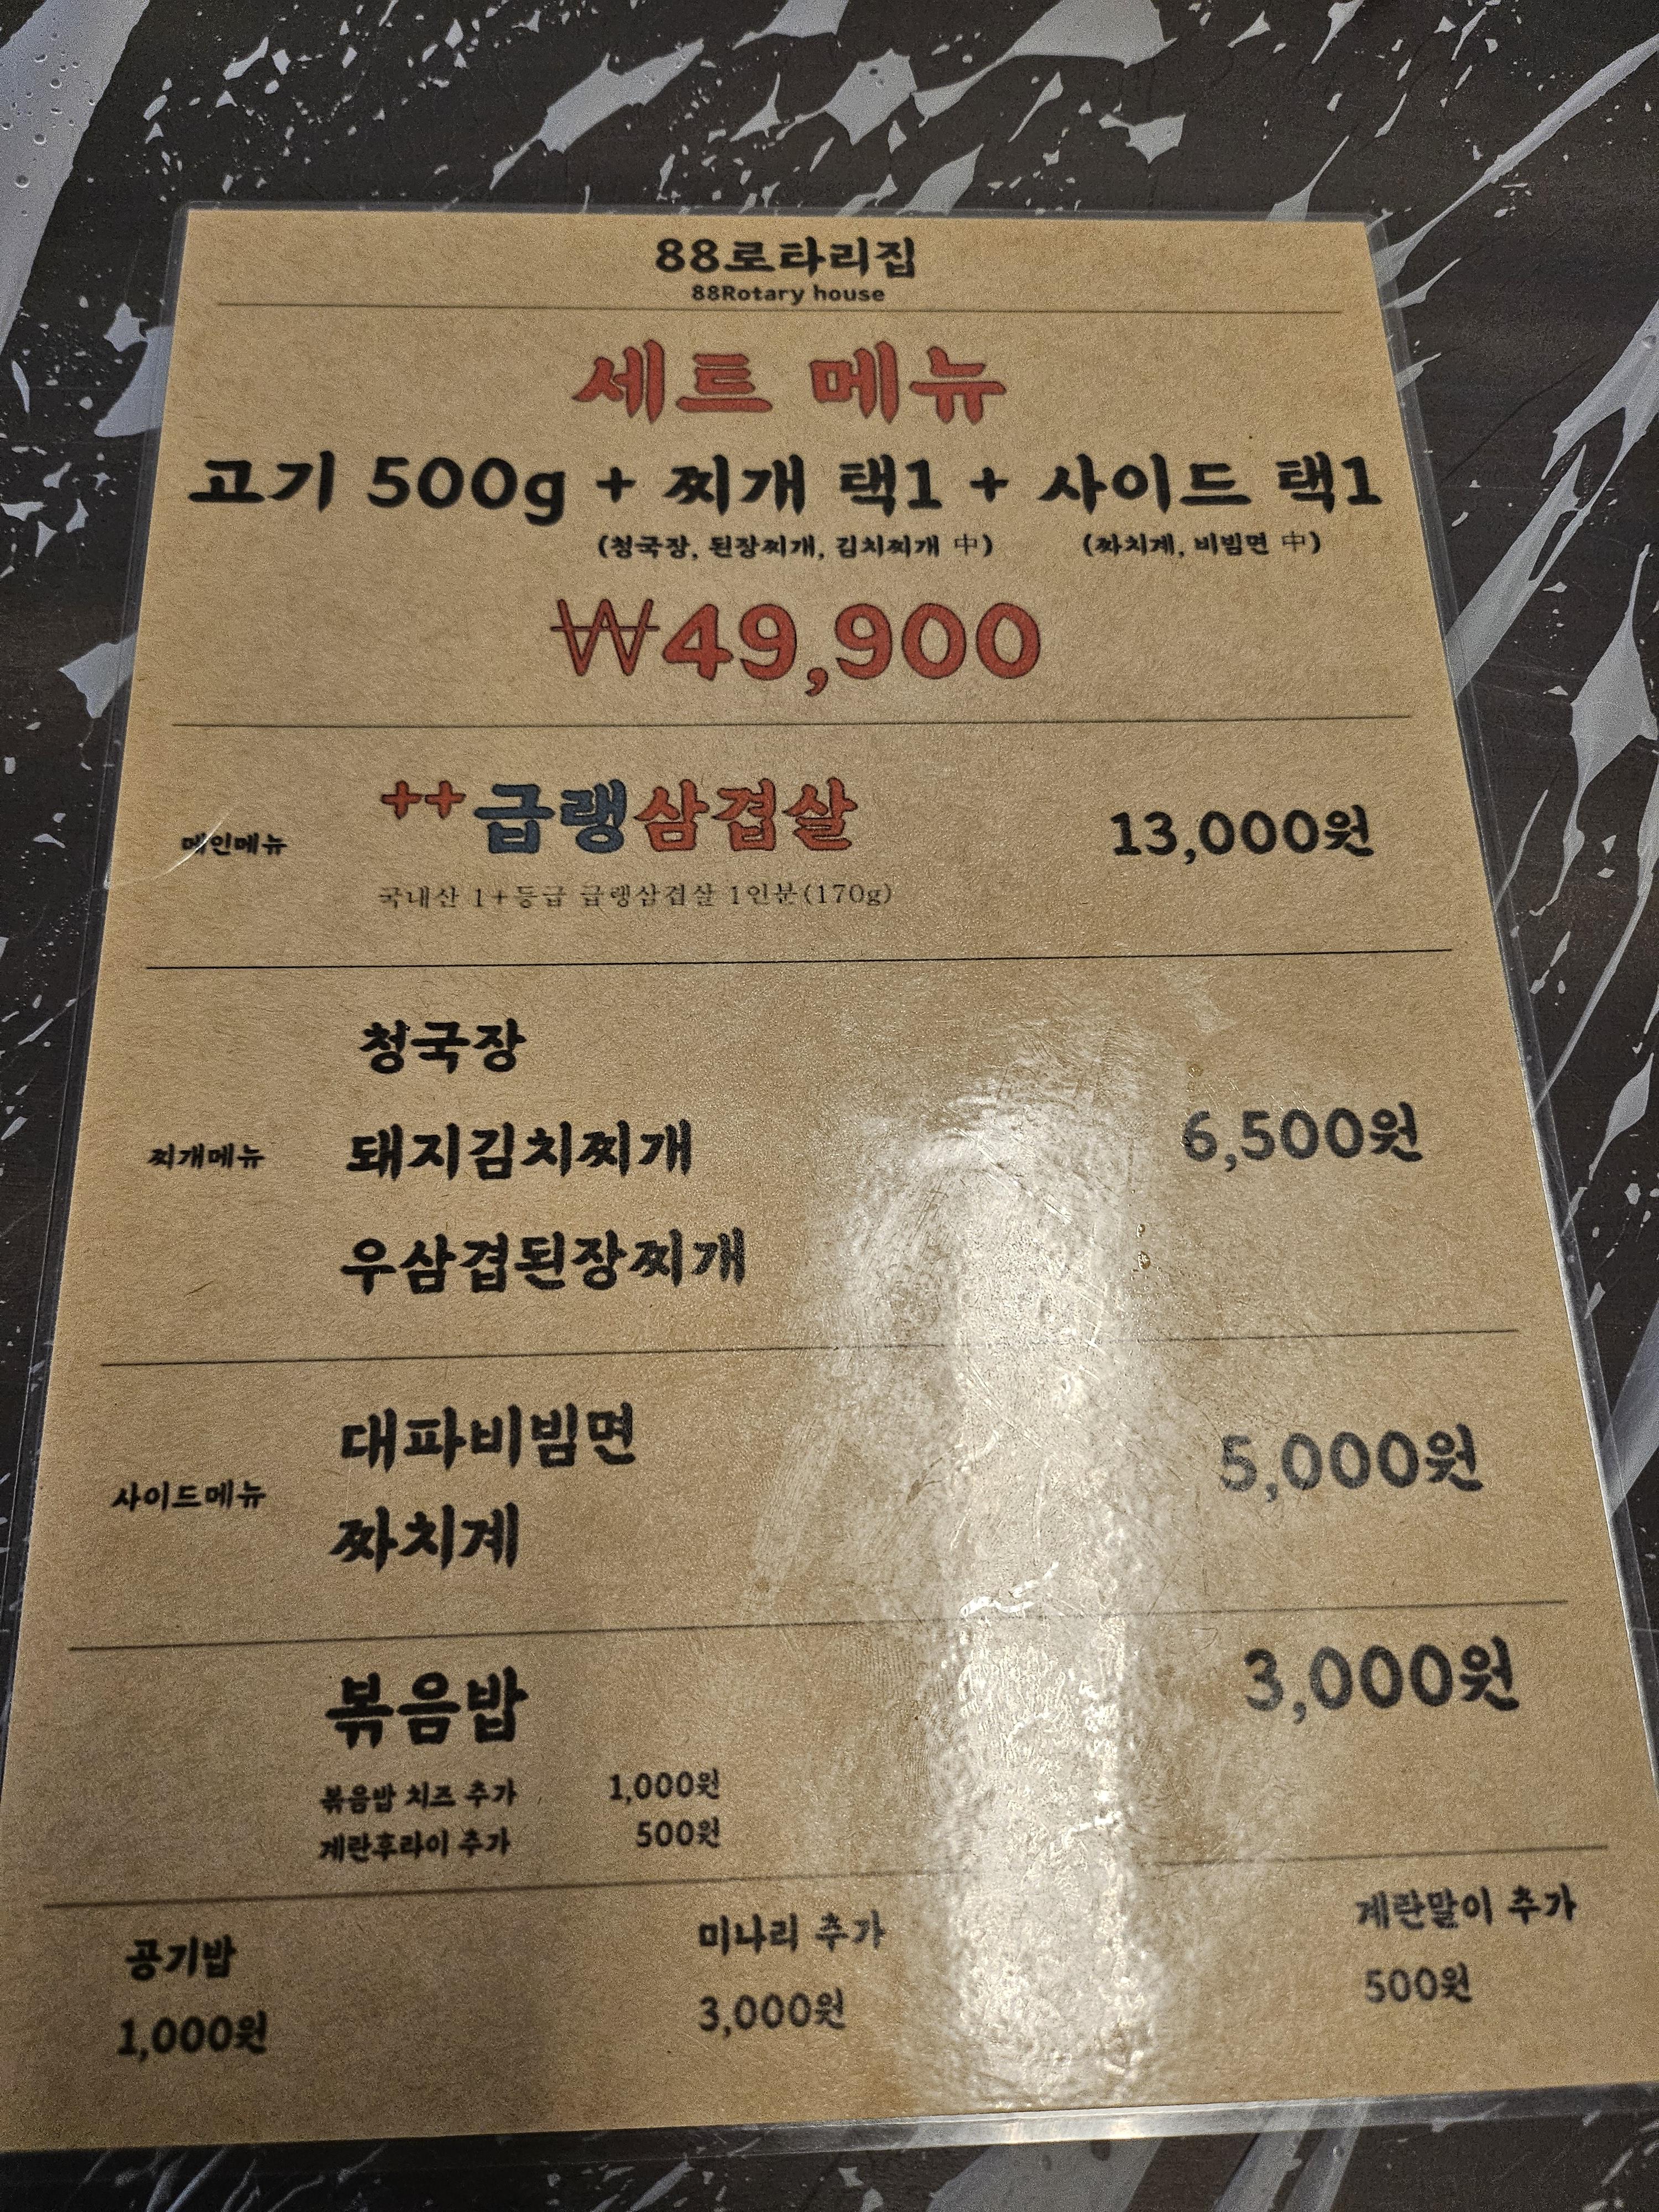 88로타리집
88Rotary house
세트 메뉴
고기 500g + 찌개 택1 + 사이드 택1
(청국장, 된장찌개, 김치찌개 中) (짜치계, 비빔면 中)
₩49,900
메인메뉴 ++급랭삼겹살 13,000원
국내산 1+등급 급랭삼겹살 1인분(170g)
청국장
찌개메뉴 돼지김치찌개 6,500원
우삼겹된장찌개
대파비빔면
사이드메뉴 5,000원
짜치계
볶음밥 3,000원
볶음밥 치즈 추가 1,000원
계란후라이 추가 500원
공기밥 미나리 추가 계란말이 추가
1,000원 3,000원 500원